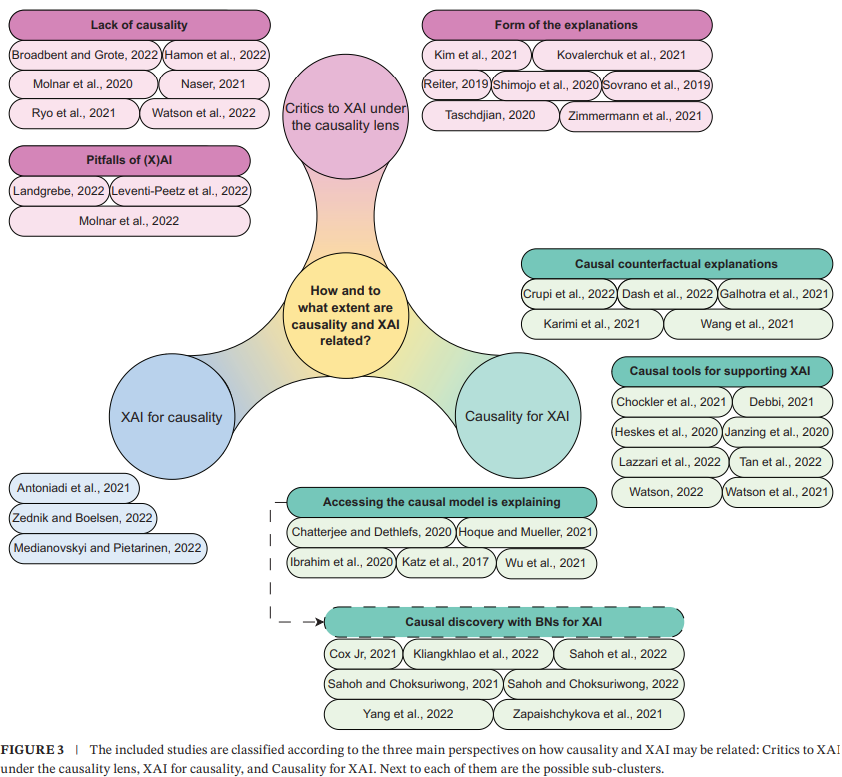 Lack of causality
Broadbent and Grote, 2022 Hamon et al., 2022
Molnar et al., 2020 Naser, 2021
Ryo et al., 2021 Watson et al., 2022
Pitfalls of (X)AI
Landgrebe, 2022 Leventi-Peetz et al., 2022
Molnar et al., 2022
Critics to XAI under
the causality lens
Form of the explanations
Kim et al., 2021 Kovalerchuk et al., 2021
Reiter, 2019 Shimojo et al., 2020 Sovrano et al., 2019
Taschdjian, 2020 Zimmermann et al., 2021
How and to
what extent are
causality and XAI
related?
Causal counterfactual explanations
Crupi et al., 2022 Dash et al., 2022 Galhotra et al., 2021
Karimi et al., 2021 Wang et al., 2021
Causal tools for supporting XAI
Chockler et al., 2021 Debbi, 2021
Heskes et al., 2020 Janzing et al., 2020
Lazzari et al., 2022 Tan et al., 2022
Watson, 2022 Watson et al., 2021
XAI for causality
Causality for XAI
Antoniadi et al., 2021
Zednik and Boelsen, 2022
Medianovskyi and Pietarinen, 2022
Accessing the causal model is explaining
Chatterjee and Dethlefs, 2020 Hoque and Mueller, 2021
Ibrahim et al., 2020 Katz et al., 2017 Wu et al., 2021
Causal discovery with BNs for XAI
Cox Jr, 2021 Kliangkhlao et al., 2022 Sahoh et al., 2022
Sahoh and Choksuriwong, 2021 Sahoh and Choksuriwong, 2022
Yang et al., 2022 Zapaishchykova et al., 2021
FIGURE 3 | The included studies are classified according to the three main perspectives on how causality and XAI may be related: Critics to XAI
under the causality lens, XAI for causality, and Causality for XAI. Next to each of them are the possible sub-clusters.